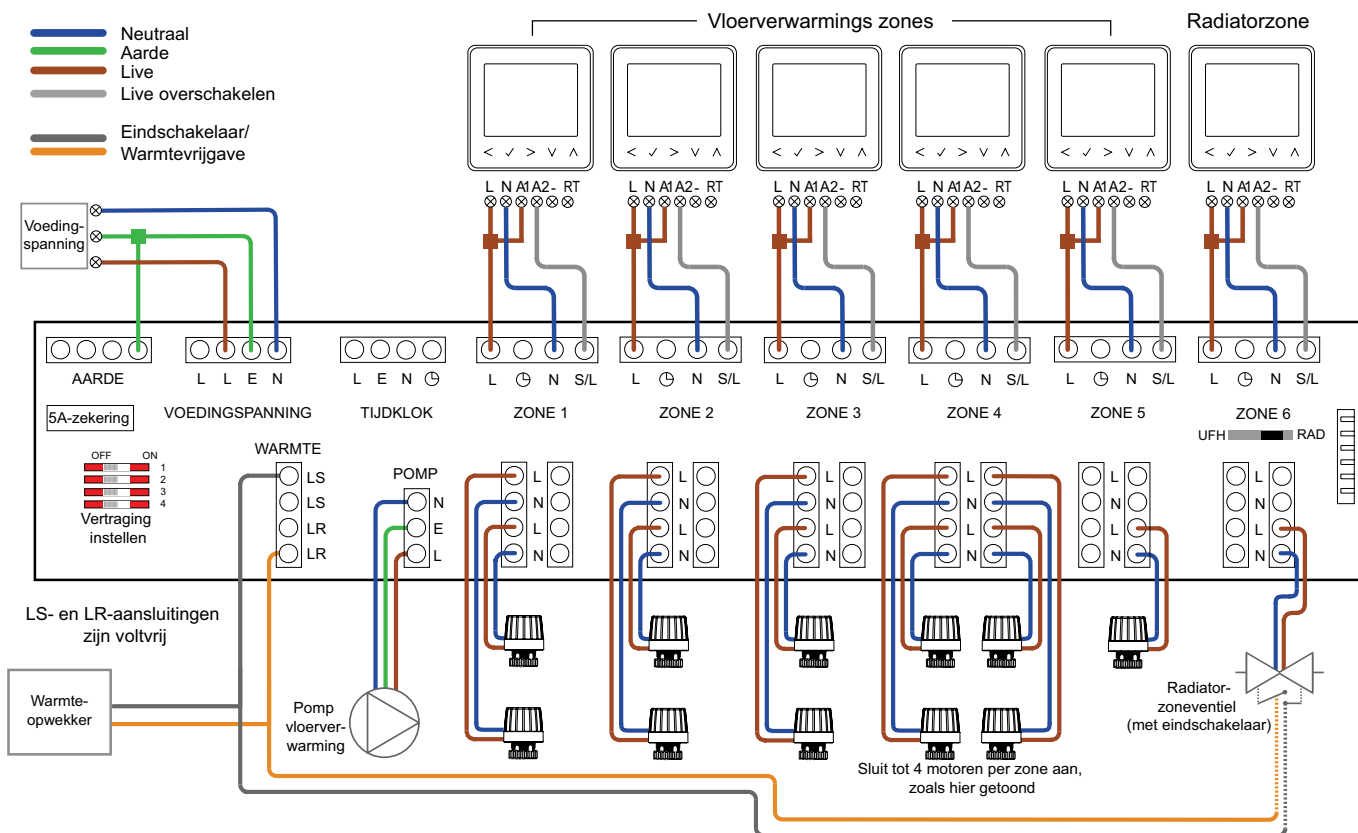 Vloerverwarmings zones
Radiatorzone
Neutraal
Aarde
Live
Live overschakelen
Eindschakelaar/
Warmtevrijgave
L N A1 A2 - RT
L N A1 A2 - RT
L N A1 A2 - RT
L N A1 A2 - RT
L N A1 A2 - RT
L N A1 A2 - RT
Voeding-
spanning
AARDE
L L E N
L E N
L N S/L
L N S/L
L N S/L
L N S/L
L N S/L
L N S/L
5A-zekering
VOEDINGSPANNING
TIJDKLOK
ZONE 1
ZONE 2
ZONE 3
ZONE 4
ZONE 5
ZONE 6
UFH RAD
OFF ON
1
2
3
4
Vertraging
instellen
WARMTE
LS
LS
LR
LR
POMP
N
E
L
L
N
L
N
L
N
L
N
L
N
L
N
L
N
L
N
L
N
L
N
L
N
L
N
LS- en LR-aansluitingen
zijn voltvrij
Warmte-
opwekker
Pomp
vloerver-
warming
Radiator-
zoneventiel
(met eindschakelaar)
Sluit tot 4 motoren per zone aan,
zoals hier getoond